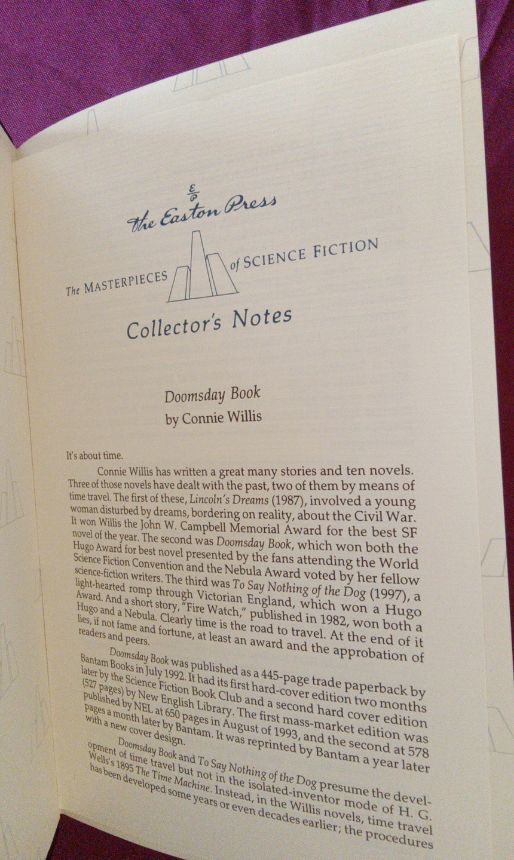 E
P
the Easton Press
The MASTERPIECES of SCIENCE FICTION
Collector's Notes
Doomsday Book
by Connie Willis
It's about time.
Connie Willis has written a great many stories and ten novels.
Three of those novels have dealt with the past, two of them by means of
time travel. The first of these, Lincoln's Dreams (1987), involved a young
woman disturbed by dreams, bordering on reality, about the Civil War.
It won Willis the John W. Campbell Memorial Award for the best SF
novel of the year. The second was Doomsday Book, which won both the
Hugo Award for best novel presented by the fans attending the World
Science Fiction Convention and the Nebula Award voted by her fellow
science-fiction writers. The third was To Say Nothing of the Dog (1997), a
light-hearted romp through Victorian England, which won a Hugo
Award. And a short story, "Fire Watch," published in 1982, won both a
Hugo and a Nebula. Clearly time is the road to travel. At the end of it
lies, if not fame and fortune, at least an award and the approbation of
readers and peers.
Doomsday Book was published as a 445-page trade paperback by
Bantam Books in July 1992. It had its first hard-cover edition two months
later by the Science Fiction Book Club and a second hard cover edition
(527 pages) by New English Library. The first mass-market edition was
published by NEL at 650 pages in August of 1993, and the second at 578
pages a month later by Bantam. It was reprinted by Bantam a year later
with a new cover design.
Doomsday Book and To Say Nothing of the Dog presume the devel-
opment of time travel but not in the isolated-inventor mode of H. G.
Wells's 1895 The Time Machine. Instead, in the Willis novels, time travel
has been developed some years or even decades earlier; the procedures